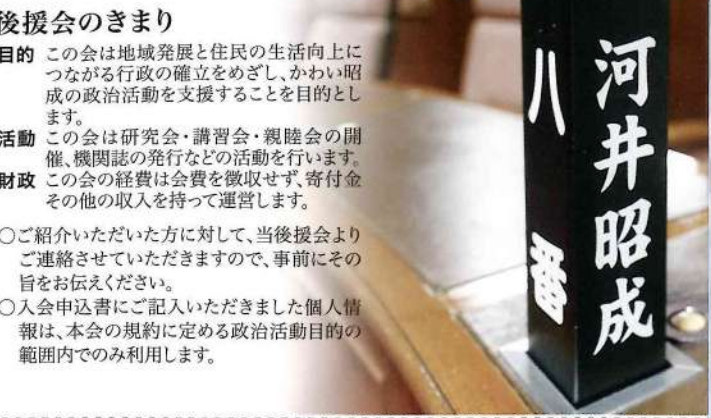 後援会のきまり
目的 この会は地域発展と住民の生活向上に
つながる行政の確立をめざし、かわい昭
成の政治活動を支援することを目的とし
ます。
活動 この会は研究会・講習会・親睦会の開
催、機関誌の発行などの活動を行います。
財政 この会の経費は会費を徴収せず、寄付金
その他の収入を持って運営します。
○ご紹介いただいた方に対して、当後援会より
ご連絡させていただきますので、事前にその
旨をお伝えください。
○入会申込書にご記入いただきました個人情
報は、本会の規約に定める政治活動目的の
範囲内でのみ利用します。
河井昭成
八番